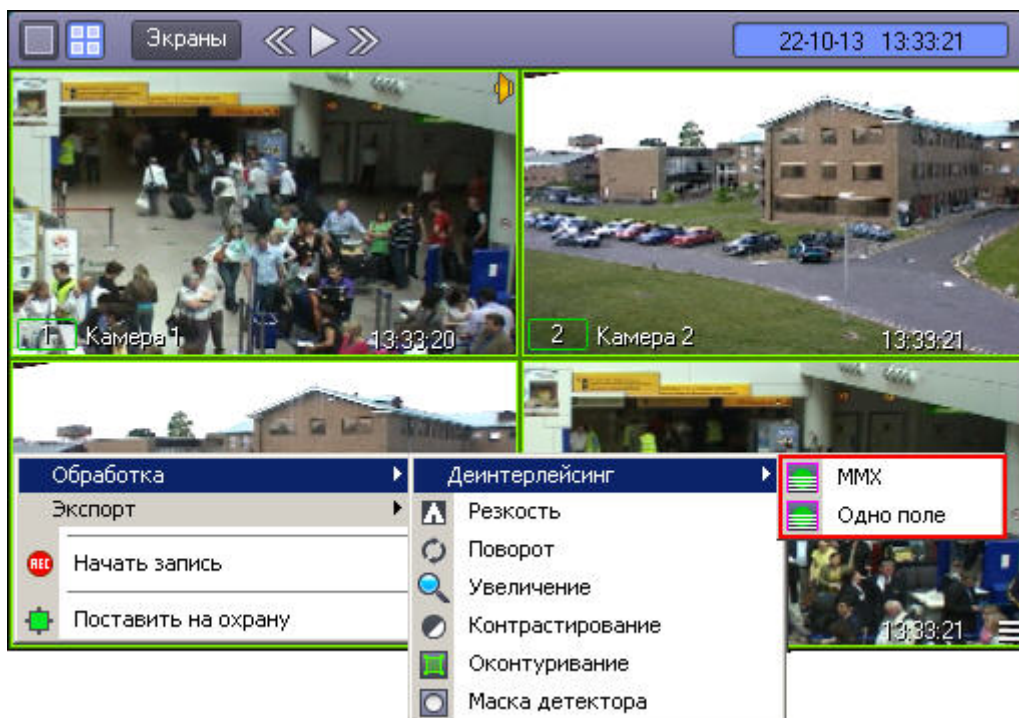 Экраны
22-10-13 13:33:21
1 Камера 1 13:33:20
2 Камера 2 13:33:21
Обработка
Экспорт
REC Начать запись
Поставить на охрану
Деинтерлейсинг
Резкость
Поворот
Увеличение
Контрастирование
Оконтуривание
Маска детектора
MMX
Одно поле
13:33:21